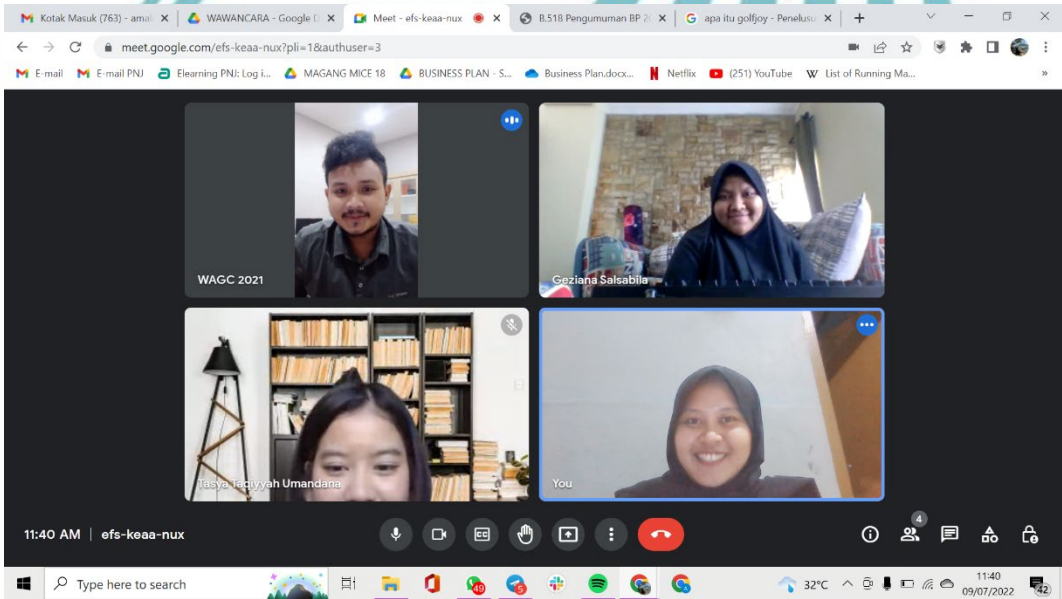 Kotak Masuk (763) - amal
WAWANCARA - Google D
Meet - efs-keaa-nux
B.518 Pengumuman BP 2
apa itu golfjoy - Penelusu
meet.google.com/efs-keaa-nux?pli=1&authuser=3
E-mail
E-mail PNJ
Elearning PNJ: Log i...
MAGANG MICE 18
BUSINESS PLAN - S...
Business Plan.docx...
Netflix
(251) YouTube
List of Running Ma...
»
WAGC 2021
Geziana Salsabila
Tasya Taqiyyah Umandana
You
11:40 AM | efs-keaa-nux
4
Type here to search
49
32°C
11:40
09/07/2022
42